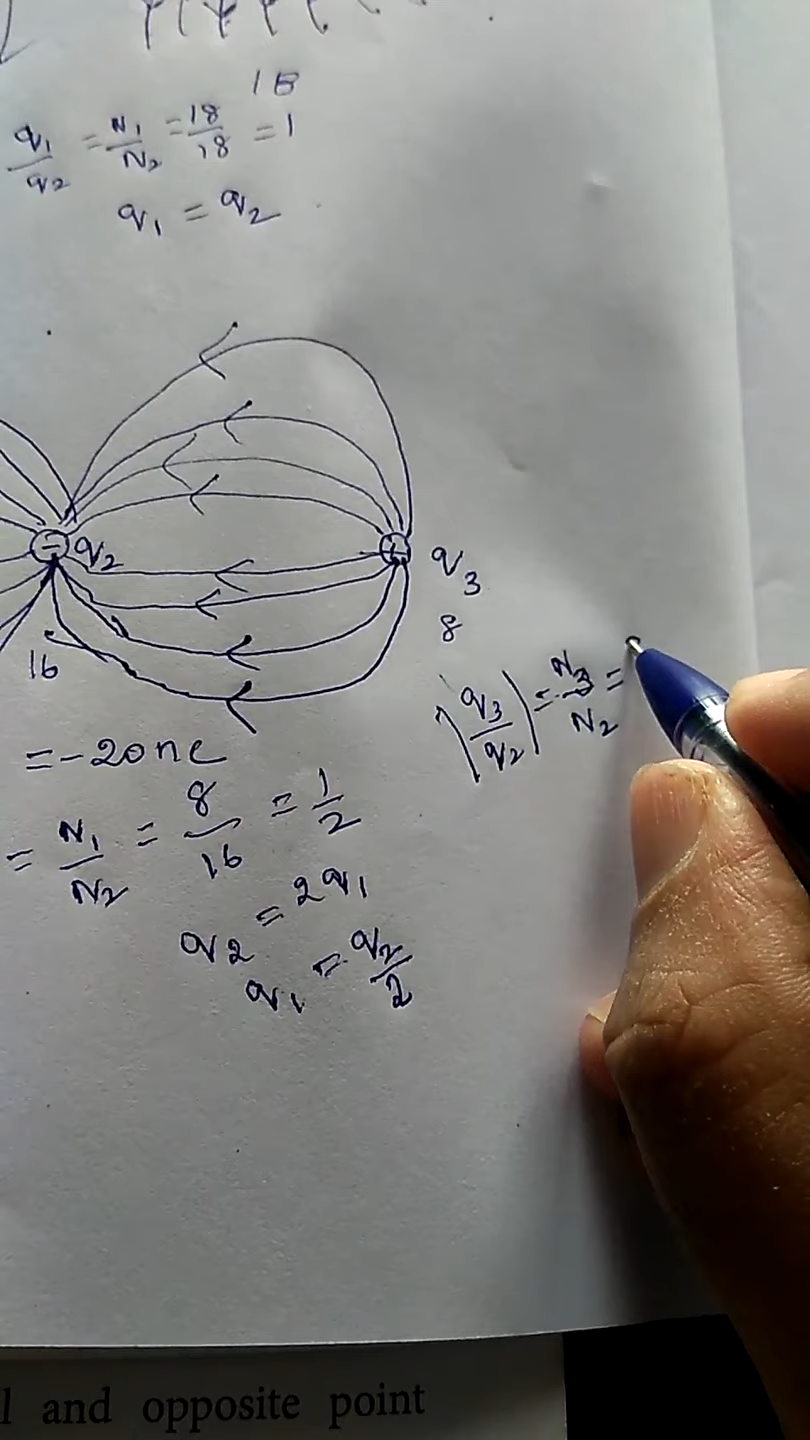 18
q₁/q₂ = N₁/N₂ = 18/18 = 1
q₁ = q₂
− q₂
+ q₃
8
16
|q₃/q₂| = N₃/N₂ =
= -20nc
= N₁/N₂ = 8/16 = 1/2
q₂ = 2q₁
q₁ = q₂/2
l and opposite point